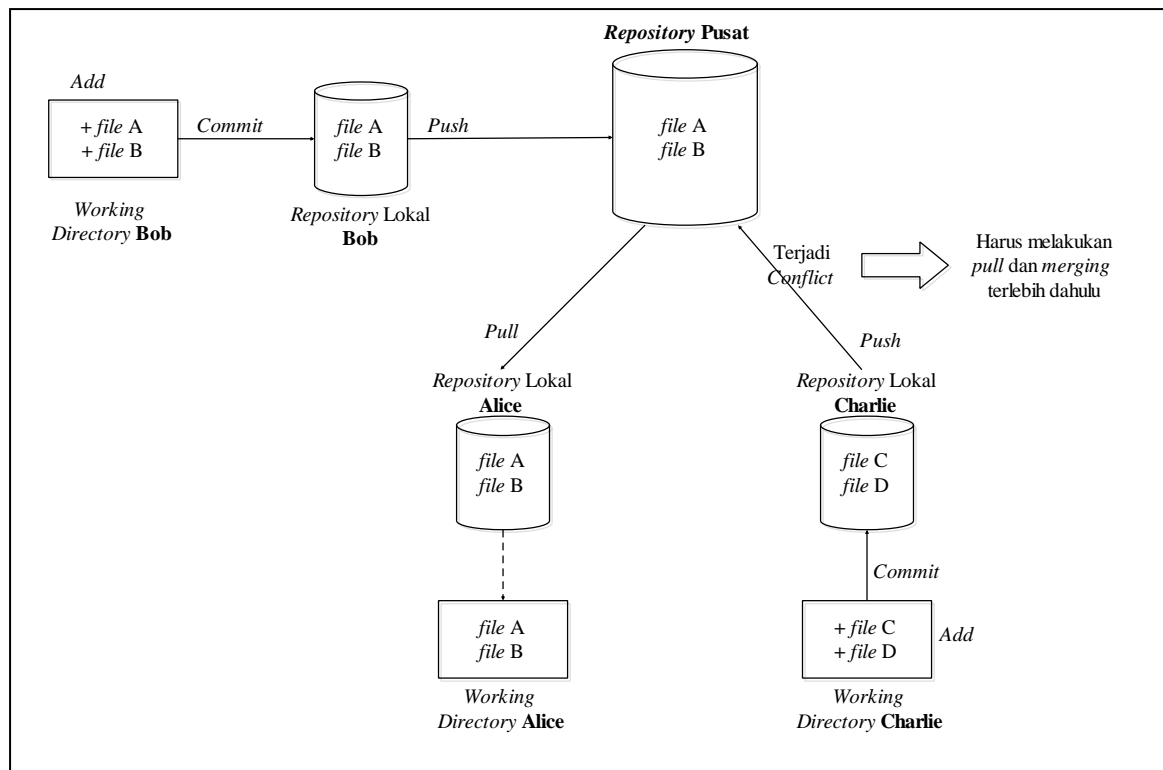 Repository Pusat
Add
+ file A
+ file B
Commit
file A
file B
Push
file A
file B
Working
Directory Bob
Repository Lokal
Bob
Terjadi
Conflict
Harus melakukan
pull dan merging
terlebih dahulu
Pull
Push
Repository Lokal
Alice
Repository Lokal
Charlie
file A
file B
file C
file D
Commit
file A
file B
+ file C
+ file D
Add
Working
Directory Alice
Working
Directory Charlie